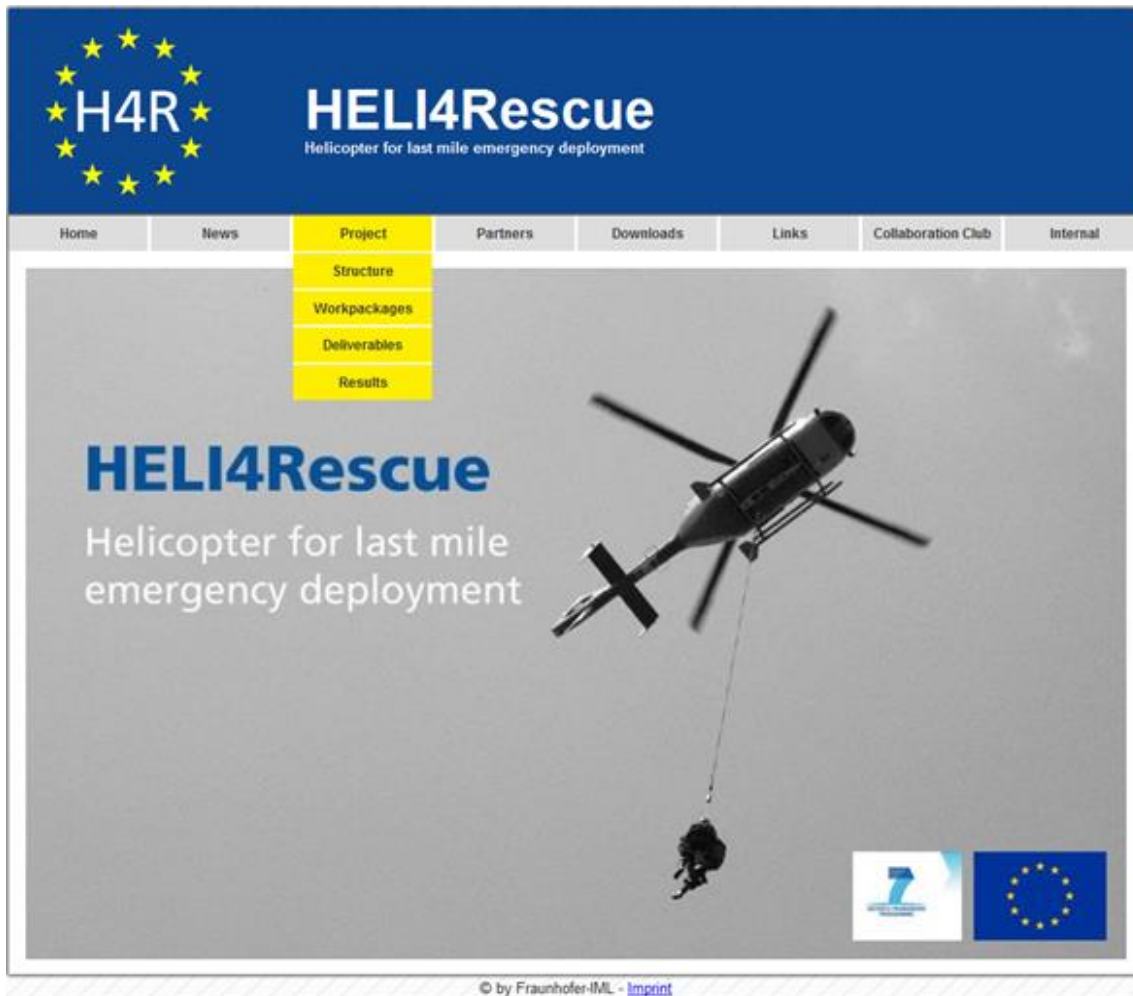 H4R
HELI4Rescue
Helicopter for last mile emergency deployment
Home News Project Partners Downloads Links Collaboration Club Internal
Structure
Workpackages
Deliverables
Results
HELI4Rescue
Helicopter for last mile
emergency deployment
7
© by Fraunhofer-IML - Imprint